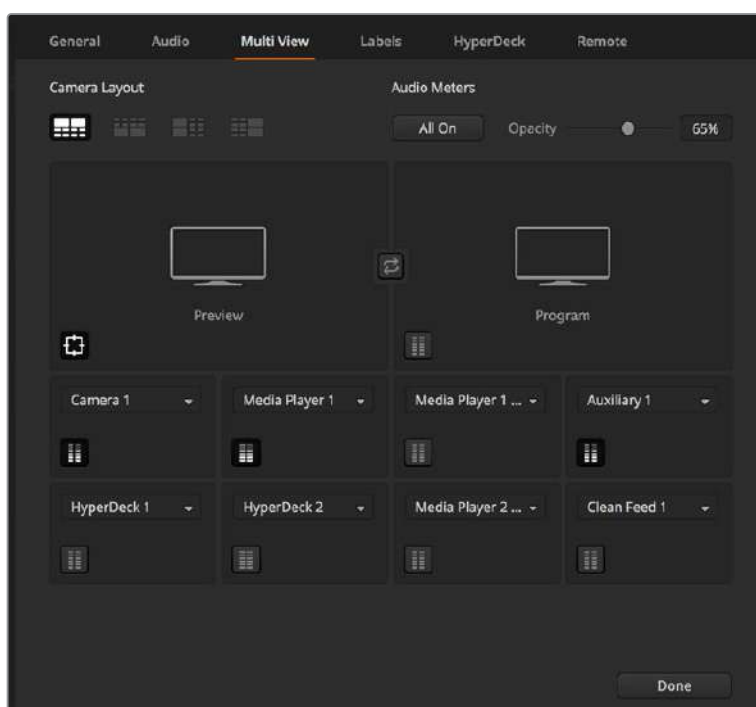 General Audio Multi View Labels HyperDeck Remote
Camera Layout Audio Meters
All On Opacity 65%
Preview Program
Camera 1 Media Player 1 Media Player 1 ... Auxiliary 1
HyperDeck 1 HyperDeck 2 Media Player 2 ... Clean Feed 1
Done